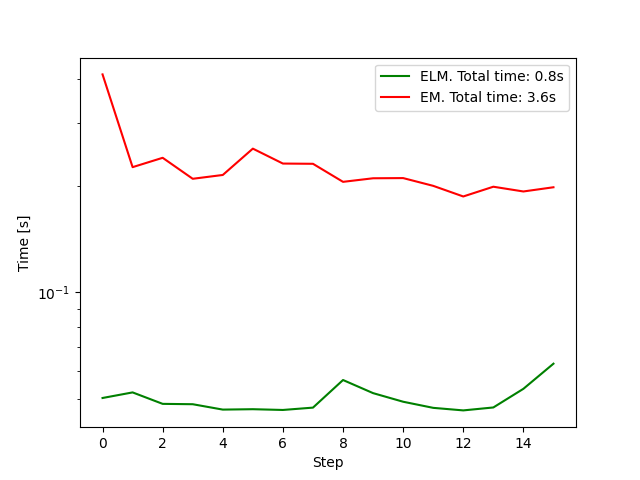 ELM. Total time: 0.8s
EM. Total time: 3.6s
Time [s]
10⁻¹
0 2 4 6 8 10 12 14
Step